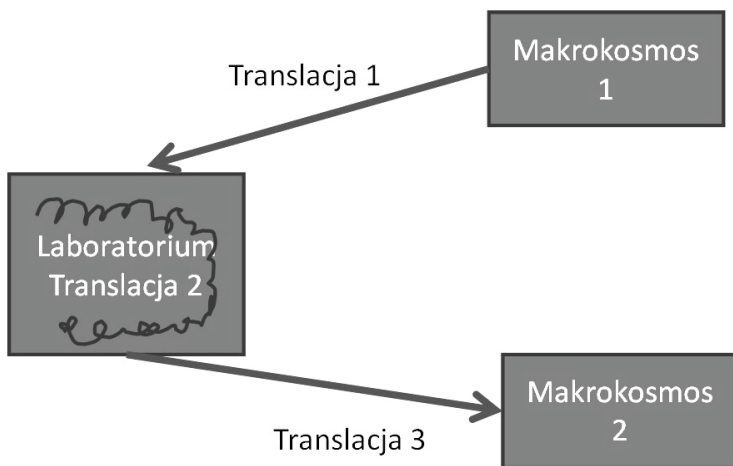 Makrokosmos
1
Translacja 1
Laboratorium
Translacja 2
Makrokosmos
2
Translacja 3